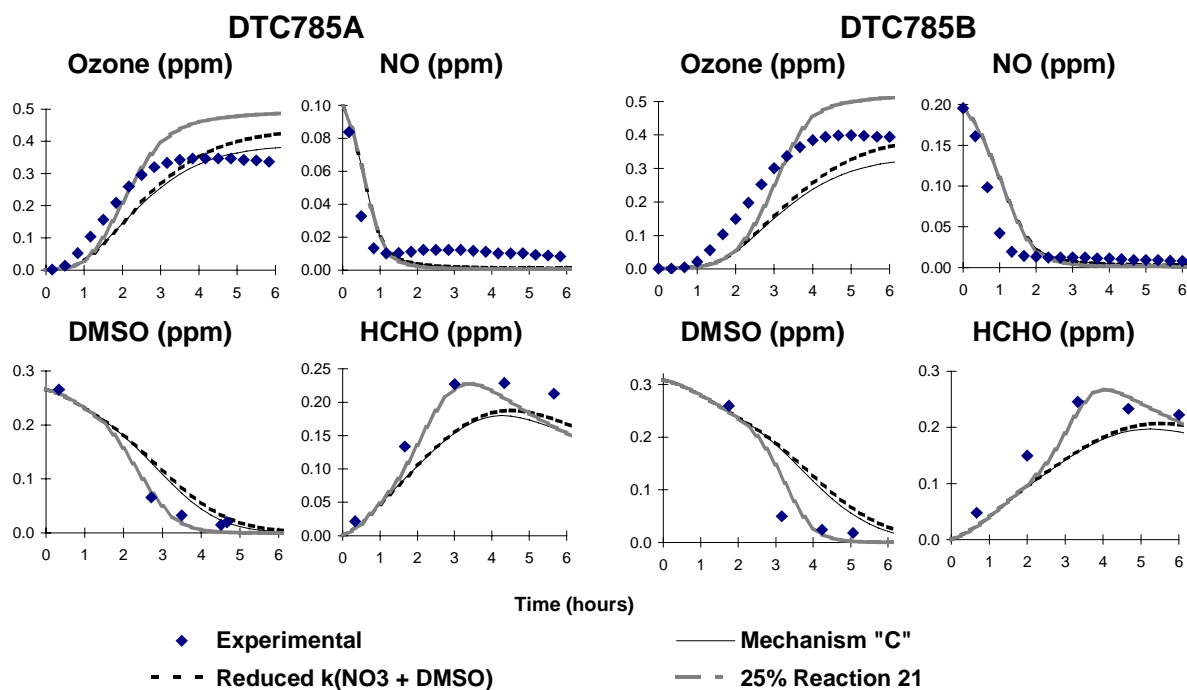 DTC785A DTC785B
Ozone (ppm) NO (ppm) Ozone (ppm) NO (ppm)
0.5 0.10 0.5 0.20
0.4 0.08 0.4 0.15
0.3 0.06 0.3 0.10
0.2 0.04 0.2 0.05
0.1 0.02 0.1 0.00
0.0 0.00 0.0
0 1 2 3 4 5 6 0 1 2 3 4 5 6 0 1 2 3 4 5 6 0 1 2 3 4 5 6
DMSO (ppm) HCHO (ppm) DMSO (ppm) HCHO (ppm)
0.3 0.25 0.3 0.3
0.2 0.20 0.2 0.2
0.1 0.15 0.1 0.1
0.0 0.10 0.0 0.0
0.05
0.00
0 1 2 3 4 5 6 0 1 2 3 4 5 6 0 1 2 3 4 5 6 0 1 2 3 4 5 6
Time (hours)
Experimental Mechanism "C"
Reduced k(NO3 + DMSO) 25% Reaction 21